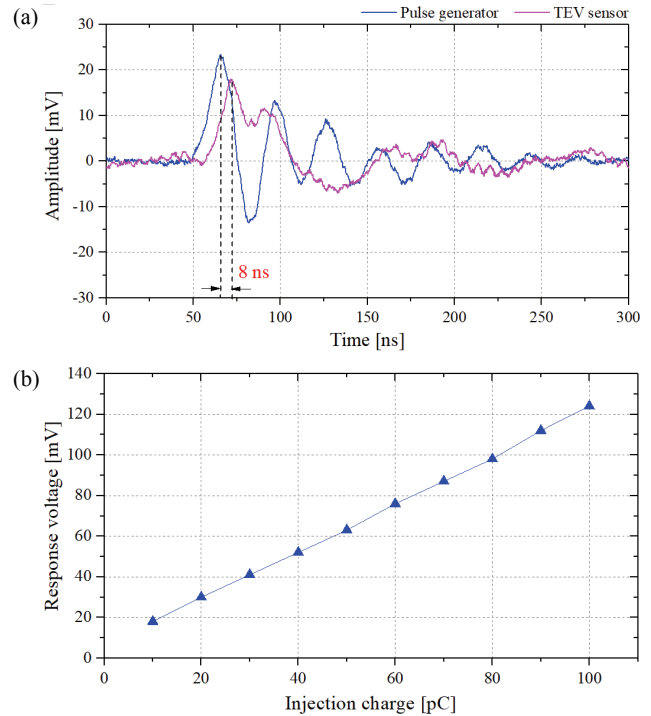 (a)
Pulse generator TEV sensor
30
20
10
0
-10
-20
-30
Amplitude [mV]
8 ns
0 50 100 150 200 250 300
Time [ns]
(b)
140
120
100
80
60
40
20
0
Response voltage [mV]
0 20 40 60 80 100
Injection charge [pC]